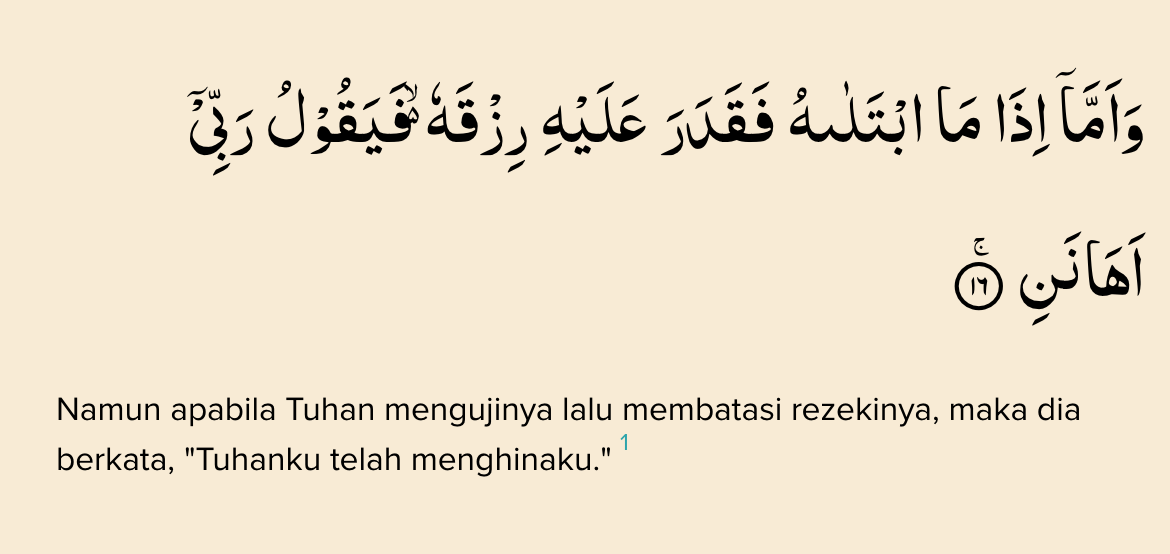 وَاَمَّآ اِذَا مَا ابْتَلٰىهُ فَقَدَرَ عَلَيْهِ رِزْقَهٗ ەۙ فَيَقُوْلُ رَبِّيْٓ
اَهَانَنِ ۚ ١٦
Namun apabila Tuhan mengujinya lalu membatasi rezekinya, maka dia
berkata, "Tuhanku telah menghinaku." 1